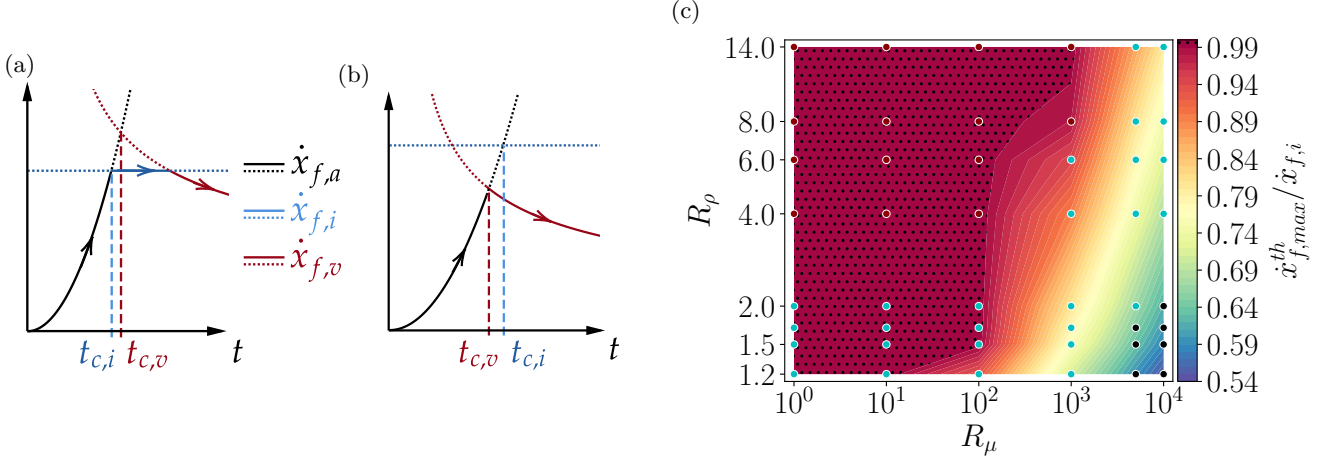 (a)
ẋ_{f,a}
ẋ_{f,i}
ẋ_{f,v}
t_{c,i} t_{c,v} t
(b)
t_{c,v} t_{c,i} t
(c)
R_ρ
14.0
8.0
6.0
4.0
2.0
1.5
1.2
10^0 10^1 10^2 10^3 10^4
R_μ
0.99
0.94
0.89
0.84
0.79
0.74
0.69
0.64
0.59
0.54
ẋ^{th}_{f,max}/ẋ_{f,i}